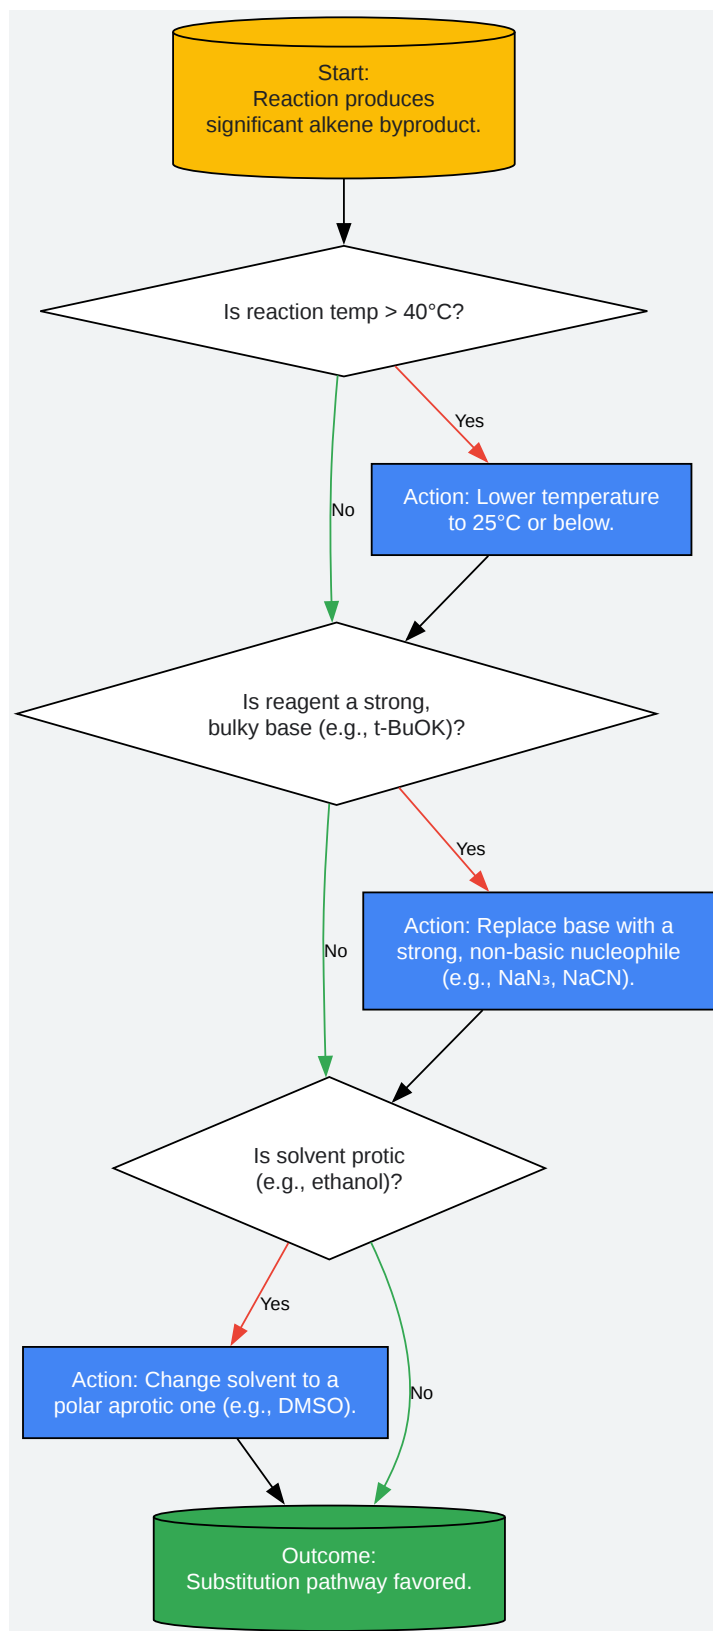 Start:
Reaction produces
significant alkene byproduct.
Is reaction temp > 40°C?
Yes
Action: Lower temperature
to 25°C or below.
No
Is reagent a strong,
bulky base (e.g., t-BuOK)?
Yes
Action: Replace base with a
strong, non-basic nucleophile
(e.g., NaN₃, NaCN).
No
Is solvent protic
(e.g., ethanol)?
Yes
Action: Change solvent to a
polar aprotic one (e.g., DMSO).
No
Outcome:
Substitution pathway favored.